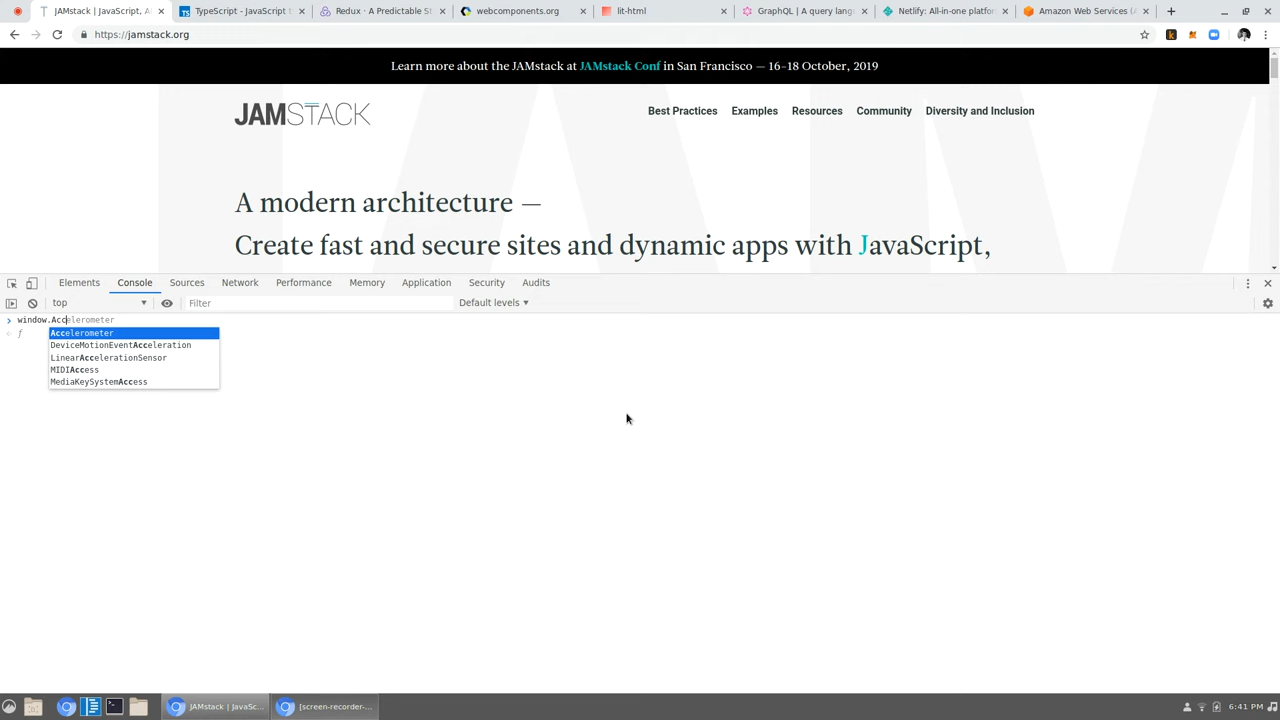 JAMstack | JavaScript, A
TypeScript - JavaScript t
Redux · A Predictable S
webcomponents.org
lit-html
GraphQL | A query lang
Netlify: All-in-one platfo
Amazon Web Services (A
https://jamstack.org
Learn more about the JAMstack at JAMstack Conf in San Francisco — 16–18 October, 2019
JAMSTACK
Best Practices Examples Resources Community Diversity and Inclusion
A modern architecture —
Create fast and secure sites and dynamic apps with JavaScript,
Elements Console Sources Network Performance Memory Application Security Audits
top Filter Default levels
window.Accelerometer
f
Accelerometer
DeviceMotionEventAcceleration
LinearAccelerationSensor
MIDIAccess
MediaKeySystemAccess
JAMstack | JavaSc...
[screen-recorder-...
6:41 PM